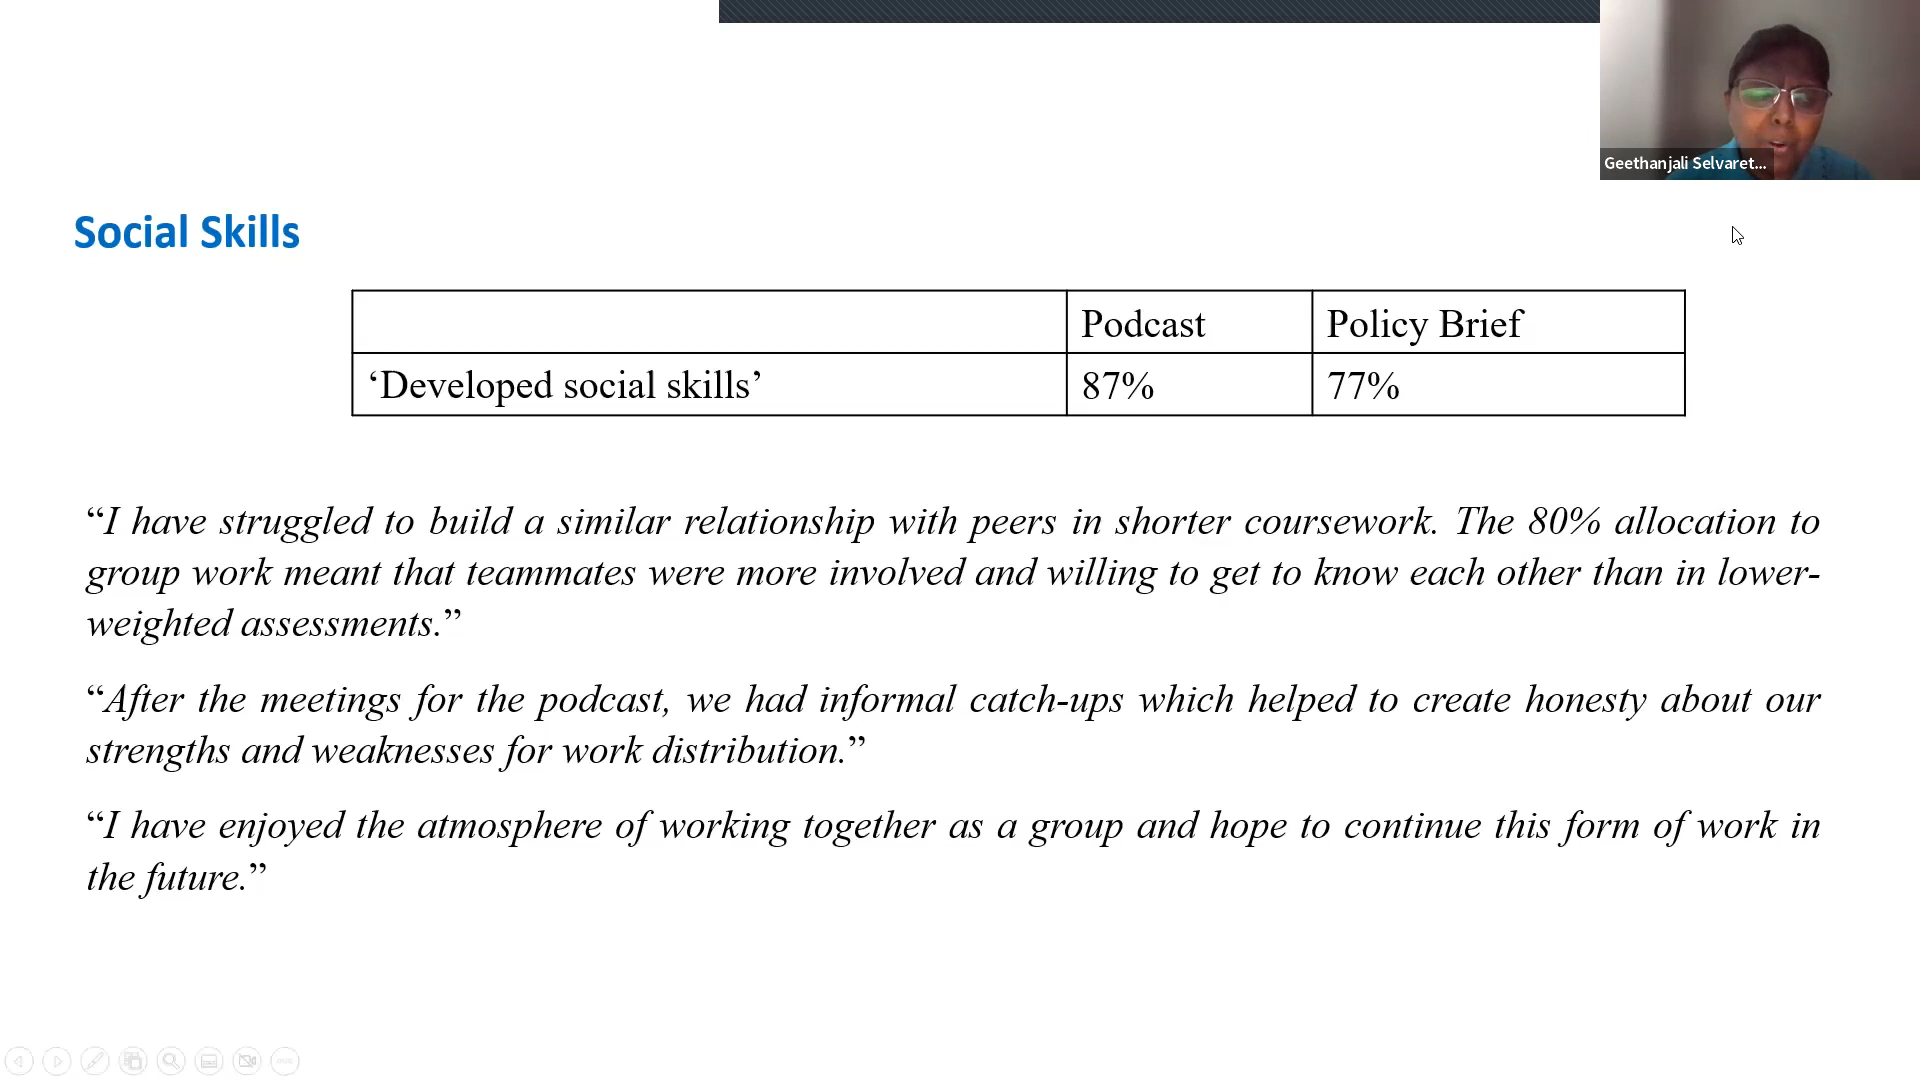 Geethanjali Selvaret...
Social Skills
Podcast
Policy Brief
‘Developed social skills’
87%
77%
“I have struggled to build a similar relationship with peers in shorter coursework. The 80% allocation to
group work meant that teammates were more involved and willing to get to know each other than in lower-
weighted assessments.”
“After the meetings for the podcast, we had informal catch-ups which helped to create honesty about our
strengths and weaknesses for work distribution.”
“I have enjoyed the atmosphere of working together as a group and hope to continue this form of work in
the future.”